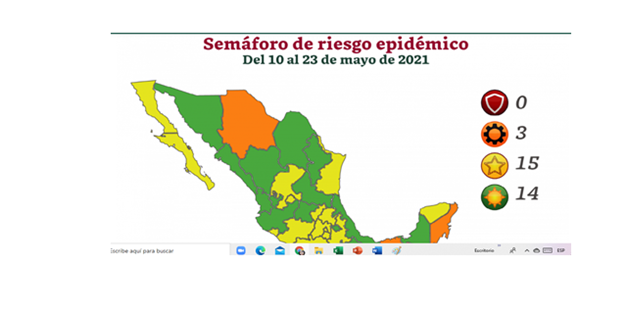 Semáforo de riesgo epidémico
Del 10 al 23 de mayo de 2021
0
3
15
14
Escribe aquí para buscar
Escritorio
ESP